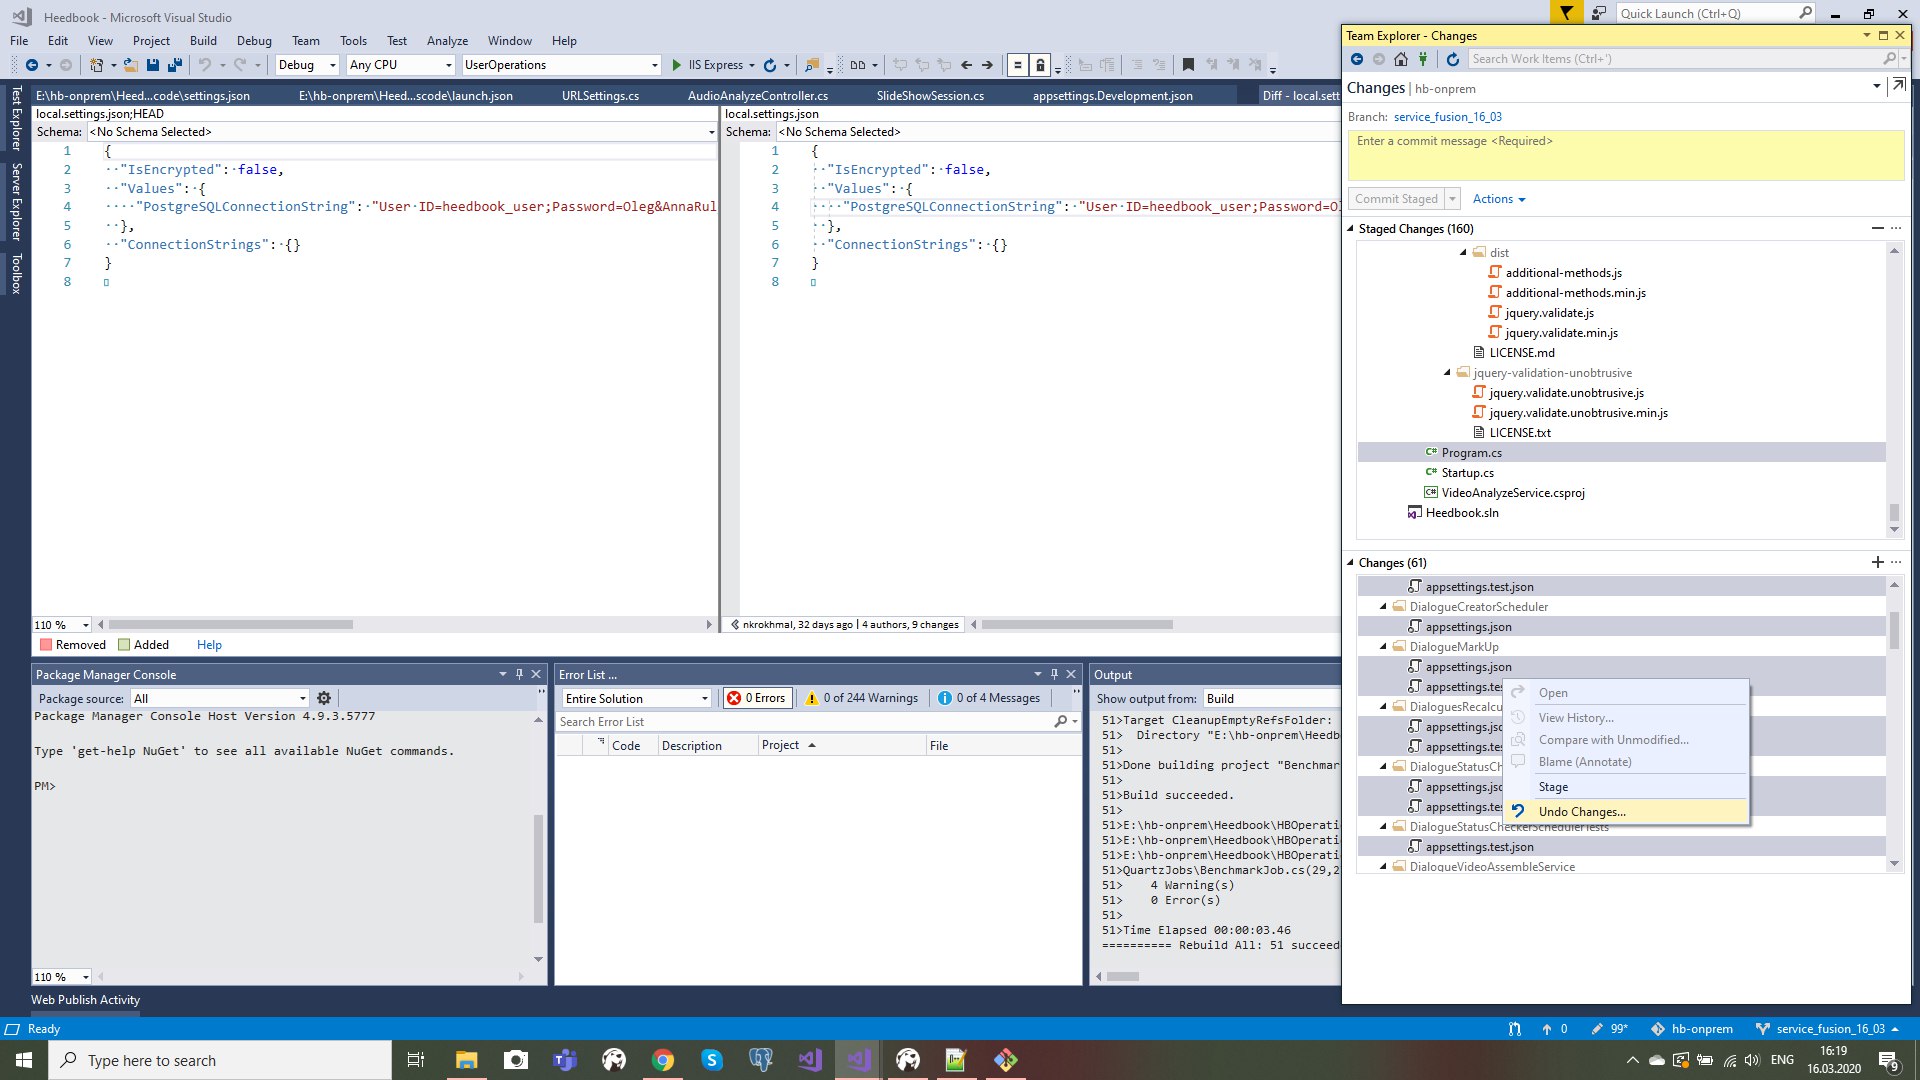 Heedbook - Microsoft Visual Studio
Quick Launch (Ctrl+Q)
File Edit View Project Build Debug Team Tools Test Analyze Window Help
Debug Any CPU UserOperations IIS Express
Test Explorer
Server Explorer
Toolbox
E:\hb-onprem\Heed...code\settings.json E:\hb-onprem\Heed...scode\launch.json URLSettings.cs AudioAnalyzeController.cs SlideShowSession.cs appsettings.Development.json Diff - local.sett
local.settings.json;HEAD
Schema: <No Schema Selected>
1 {
2 "IsEncrypted": false,
3 "Values": {
4 "PostgreSQLConnectionString": "User ID=heedbook_user;Password=Oleg&AnnaRul
5 },
6 "ConnectionStrings": {}
7 }
8
110 %
local.settings.json
Schema: <No Schema Selected>
1 {
2 "IsEncrypted": false,
3 "Values": {
4 "PostgreSQLConnectionString": "User ID=heedbook_user;Password=Ol
5 },
6 "ConnectionStrings": {}
7 }
8
nkrokhmal, 32 days ago | 4 authors, 9 changes
Removed Added Help
Package Manager Console
Package source: All
Package Manager Console Host Version 4.9.3.5777
Type 'get-help NuGet' to see all available NuGet commands.
PM>
110 %
Error List ...
Entire Solution 0 Errors 0 of 244 Warnings 0 of 4 Messages
Search Error List
Code Description Project File
Output
Show output from: Build
51>Target CleanupEmptyRefsFolder:
51> Directory "E:\hb-onprem\Heedb
51>
51>Done building project "Benchmar
51>
51>Build succeeded.
51>
51>E:\hb-onprem\Heedbook\HBOperati
51>E:\hb-onprem\Heedbook\HBOperati
51>E:\hb-onprem\Heedbook\HBOperati
51>QuartzJobs\BenchmarkJob.cs(29,2
51> 4 Warning(s)
51> 0 Error(s)
51>
51>Time Elapsed 00:00:03.46
========== Rebuild All: 51 succeed
Team Explorer - Changes
Search Work Items (Ctrl+')
Changes | hb-onprem
Branch: service_fusion_16_03
Enter a commit message <Required>
Commit Staged Actions
Staged Changes (160)
dist
additional-methods.js
additional-methods.min.js
jquery.validate.js
jquery.validate.min.js
LICENSE.md
jquery-validation-unobtrusive
jquery.validate.unobtrusive.js
jquery.validate.unobtrusive.min.js
LICENSE.txt
Program.cs
Startup.cs
VideoAnalyzeService.csproj
Heedbook.sln
Changes (61)
appsettings.test.json
DialogueCreatorScheduler
appsettings.json
DialogueMarkUp
appsettings.json
appsettings.tes
DialoguesRecalcu
appsettings.jso
appsettings.tes
DialogueStatusCh
appsettings.jso
appsettings.tes
DialogueStatusCheckerSchedulerTests
appsettings.test.json
DialogueVideoAssembleService
Open
View History...
Compare with Unmodified...
Blame (Annotate)
Stage
Undo Changes...
Web Publish Activity
Ready 0 99* hb-onprem service_fusion_16_03
Type here to search
ENG
16:19
16.03.2020
9